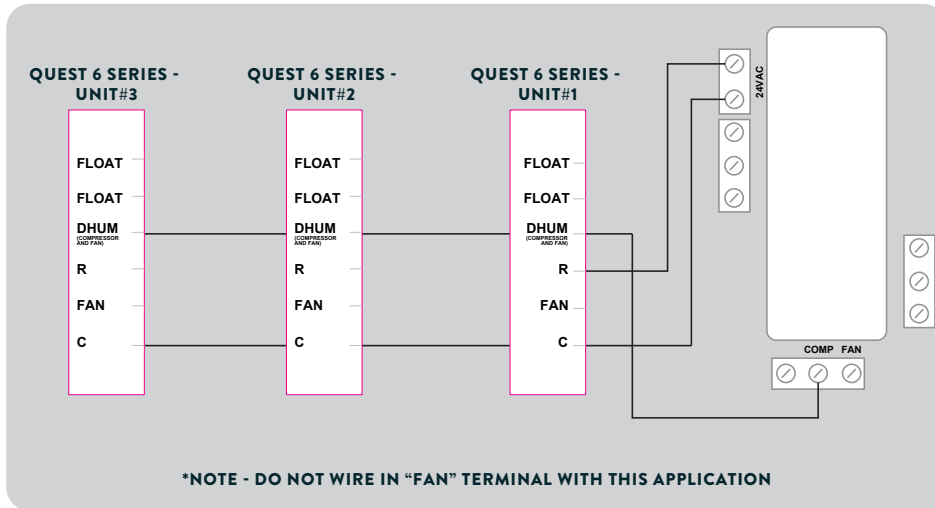 QUEST 6 SERIES -
UNIT#3
QUEST 6 SERIES -
UNIT#2
QUEST 6 SERIES -
UNIT#1
24VAC
FLOAT
FLOAT
DHUM
(COMPRESSOR
AND FAN)
R
FAN
C
FLOAT
FLOAT
DHUM
(COMPRESSOR
AND FAN)
R
FAN
C
FLOAT
FLOAT
DHUM
(COMPRESSOR
AND FAN)
R
FAN
C
COMP FAN
*NOTE - DO NOT WIRE IN “FAN” TERMINAL WITH THIS APPLICATION